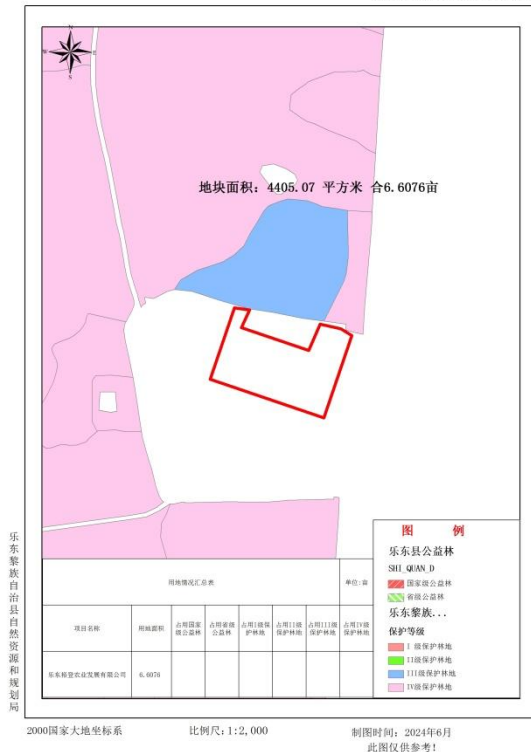 N
W
E
S
地块面积：4405.07 平方米 合6.6076亩
图 例
乐东县公益林
SHI_QUAN_D
国家级公益林
省级公益林
乐东黎族...
保护等级
I 级保护林地
II级保护林地
III级保护林地
IV级保护林地
用地情况汇总表
单位:亩
项目名称
用地面积
占用国家级公益林
占用省级公益林
占用I级保护林地
占用II级保护林地
占用III级保护林地
占用IV级保护林地
乐东裕登农业发展有限公司
6.6076
乐东黎族自治县自然资源和规划局
2000国家大地坐标系
比例尺:1:2,000
制图时间：2024年6月
此图仅供参考!